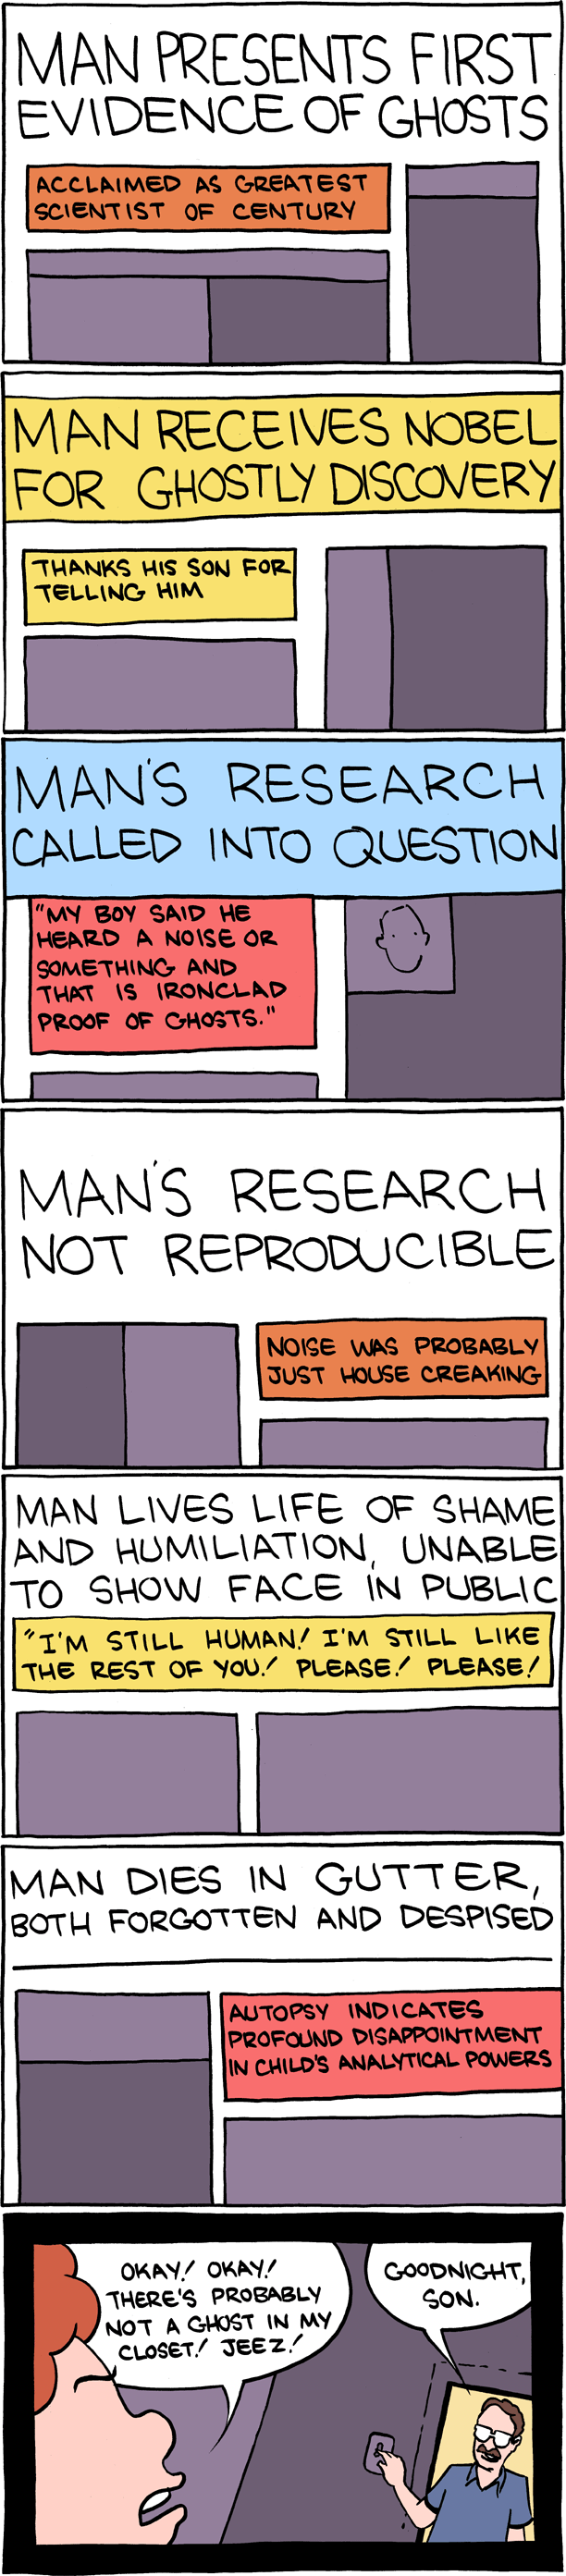 MAN PRESENTS FIRST
EVIDENCE OF GHOSTS
ACCLAIMED AS GREATEST
SCIENTIST OF CENTURY
MAN RECEIVES NOBEL
FOR GHOSTLY DISCOVERY
THANKS HIS SON FOR
TELLING HIM
MAN'S RESEARCH
CALLED INTO QUESTION
"MY BOY SAID HE
HEARD A NOISE OR
SOMETHING AND
THAT IS IRONCLAD
PROOF OF GHOSTS."
MAN'S RESEARCH
NOT REPRODUCIBLE
NOISE WAS PROBABLY
JUST HOUSE CREAKING
MAN LIVES LIFE OF SHAME
AND HUMILIATION, UNABLE
TO SHOW FACE IN PUBLIC
"I'M STILL HUMAN! I'M STILL LIKE
THE REST OF YOU! PLEASE! PLEASE!
MAN DIES IN GUTTER,
BOTH FORGOTTEN AND DESPISED
AUTOPSY INDICATES
PROFOUND DISAPPOINTMENT
IN CHILD'S ANALYTICAL POWERS
OKAY! OKAY!
THERE'S PROBABLY
NOT A GHOST IN MY
CLOSET! JEEZ!
GOODNIGHT,
SON.